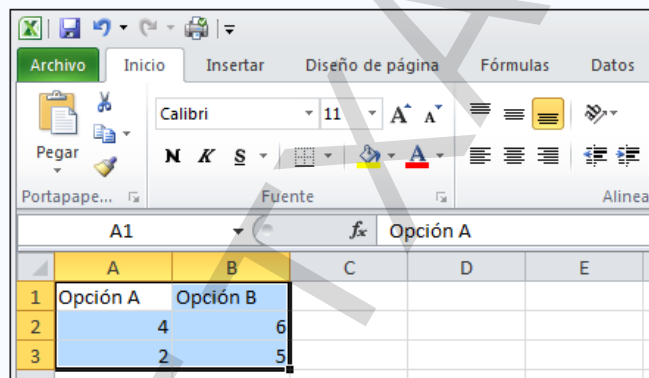 Archivo Inicio Insertar Diseño de página Fórmulas Datos
Calibri 11 A A
Pegar N K S A
Portapape... Fuente Alinea
A1 fx Opción A
A B C D E
1 Opción A Opción B
2 4 6
3 2 5